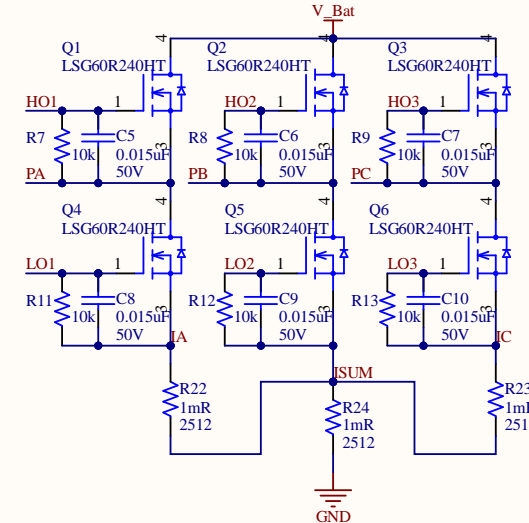 V_Bat
4
4
4
Q1
Q2
Q3
LSG60R240HT
LSG60R240HT
LSG60R240HT
HO1
1
HO2
1
HO3
1
R7
10k
C5
0.015uF
50V
3
R8
10k
C6
0.015uF
50V
3
R9
10k
C7
0.015uF
50V
3
PA
PB
PC
4
4
4
Q4
Q5
Q6
LSG60R240HT
LSG60R240HT
LSG60R240HT
LO1
1
LO2
1
LO3
1
R11
10k
C8
0.015uF
50V
3
R12
10k
C9
0.015uF
50V
3
R13
10k
C10
0.015uF
50V
3
IA
IC
ISUM
R22
1mR
2512
R24
1mR
2512
R23
GND